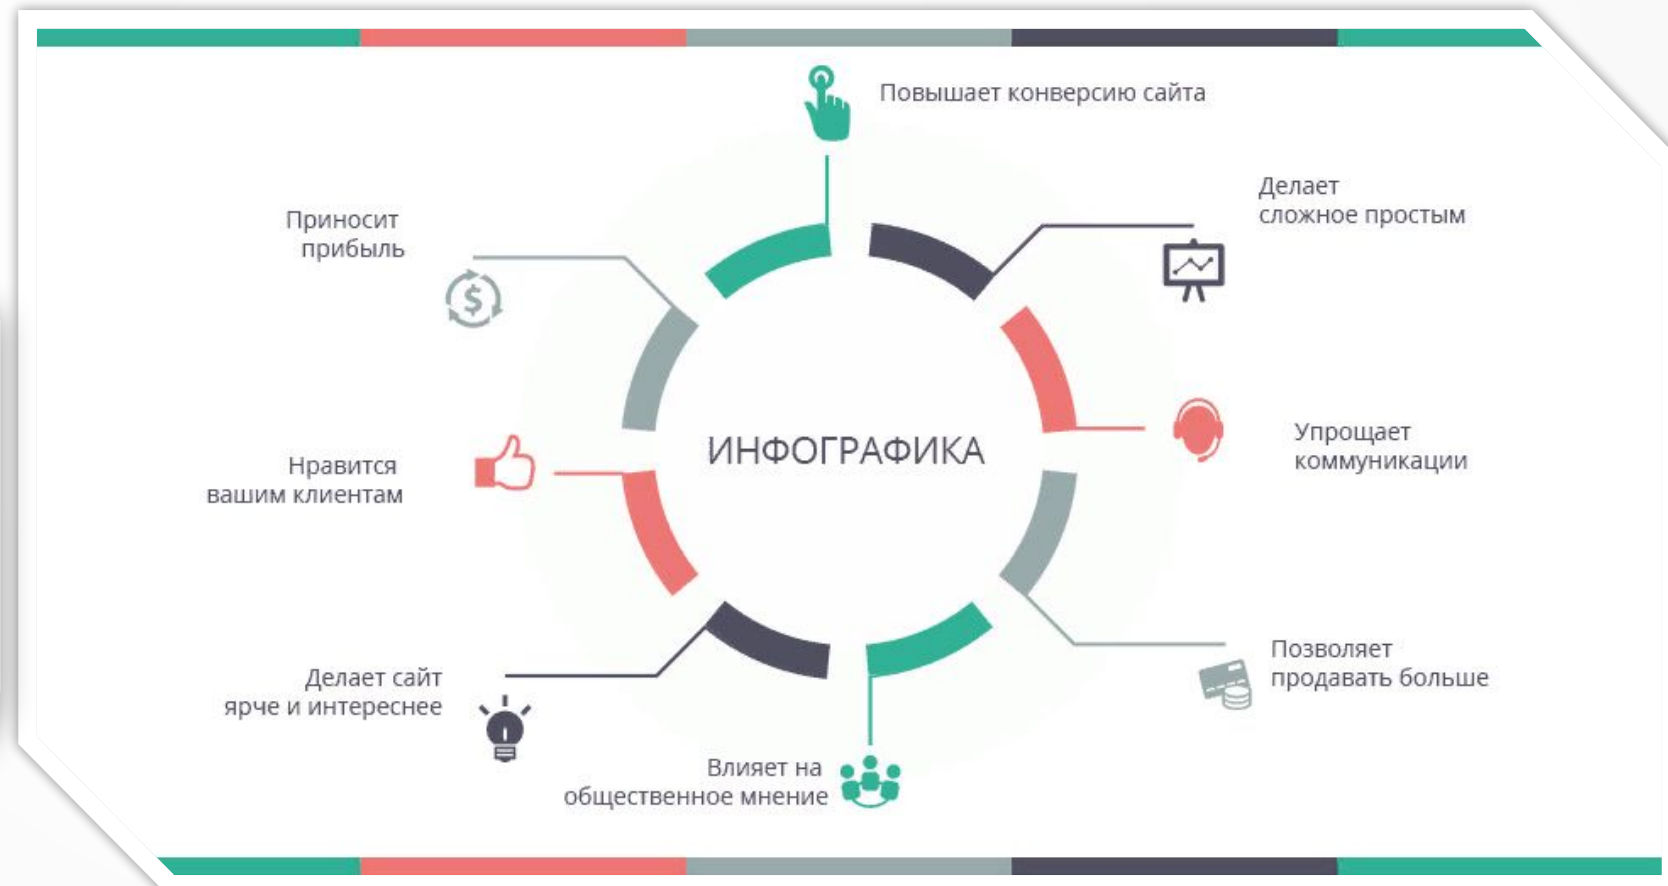 Повышает конверсию сайта
Делает
сложное простым
Приносит
прибыль
Упрощает
коммуникации
ИНФОГРАФИКА
Нравится
вашим клиентам
Позволяет
продавать больше
Делает сайт
ярче и интереснее
Влияет на
общественное мнение
$